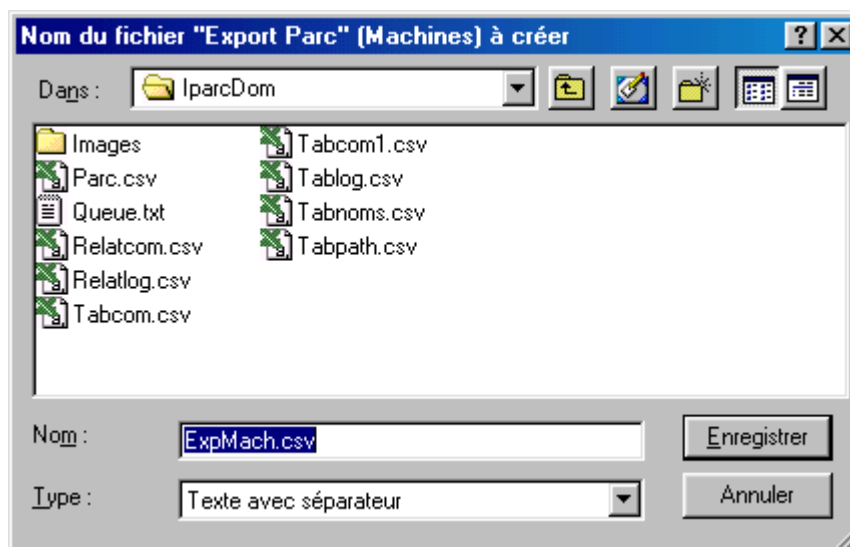 Nom du fichier "Export Parc" (Machines) à créer
Dans : IparcDom
Images
Parc.csv
Queue.txt
Relatcom.csv
Relatlog.csv
Tabcom.csv
Tabcom1.csv
Tablog.csv
Tabnoms.csv
Tabpath.csv
Nom : ExpMach.csv Enregistrer
Type : Texte avec séparateur Annuler